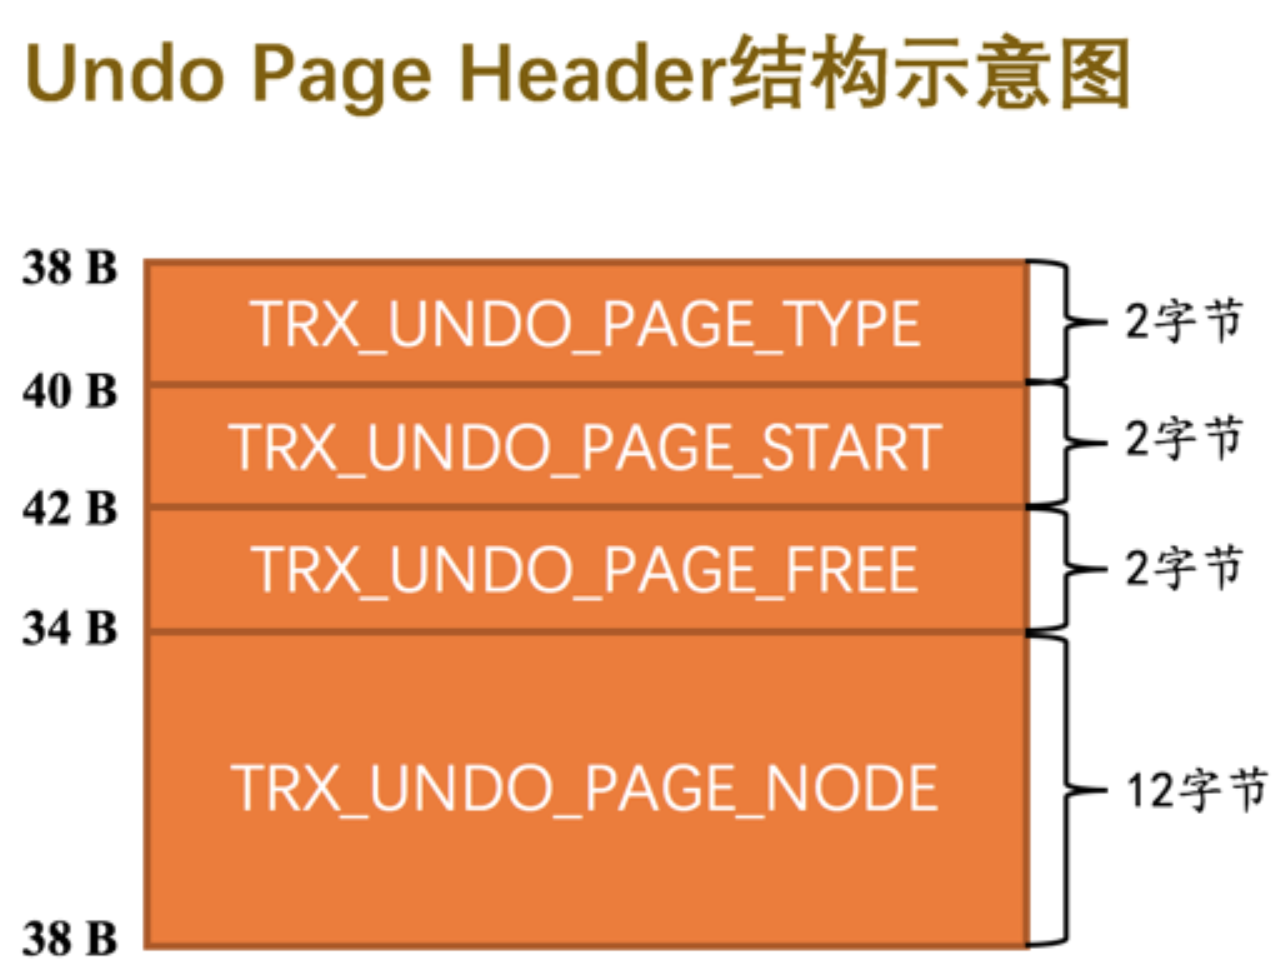 Undo Page Header结构示意图
38 B
TRX_UNDO_PAGE_TYPE
2字节
40 B
TRX_UNDO_PAGE_START
2字节
42 B
TRX_UNDO_PAGE_FREE
2字节
34 B
TRX_UNDO_PAGE_NODE
12字节
38 B